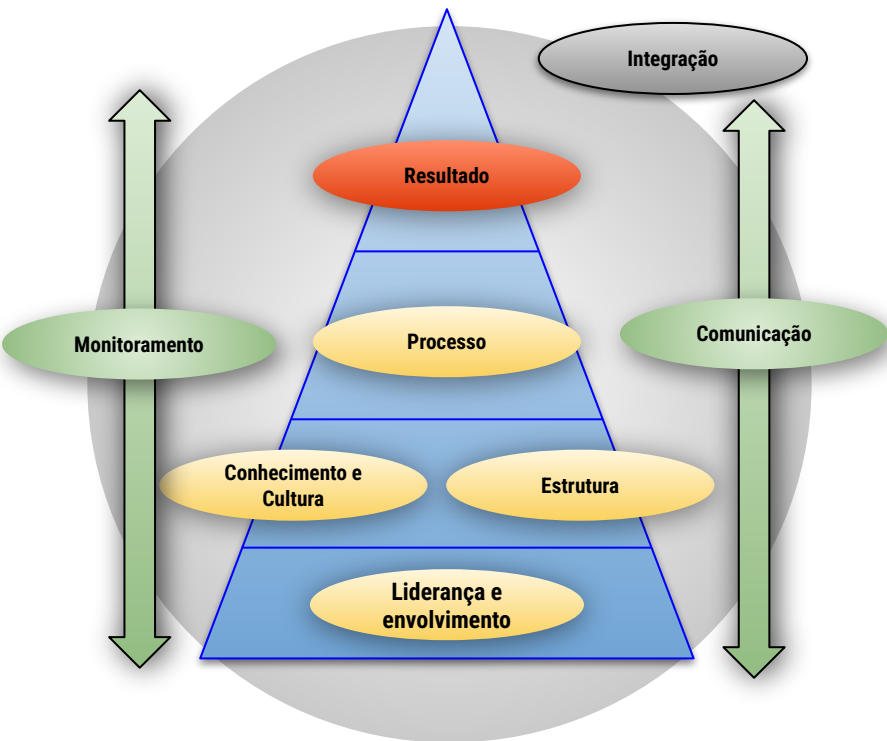 Integração
Resultado
Monitoramento
Processo
Comunicação
Conhecimento e
Cultura
Estrutura
Liderança e
envolvimento